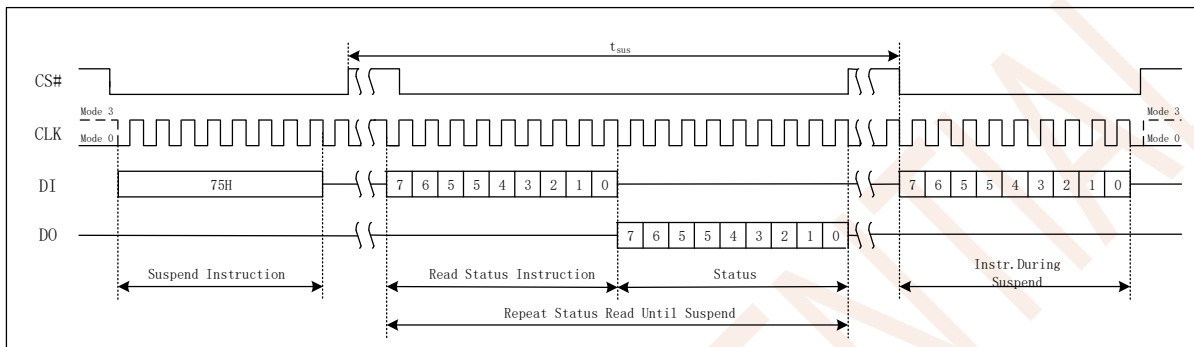 t_sus
CS#
Mode 3
Mode 3
CLK
Mode 0
Mode 0
DI
75H
7 6 5 5 4 3 2 1 0
7 6 5 5 4 3 2 1 0
DO
7 6 5 5 4 3 2 1 0
Suspend Instruction
Read Status Instruction
Status
Instr.During
Suspend
Repeat Status Read Until Suspend